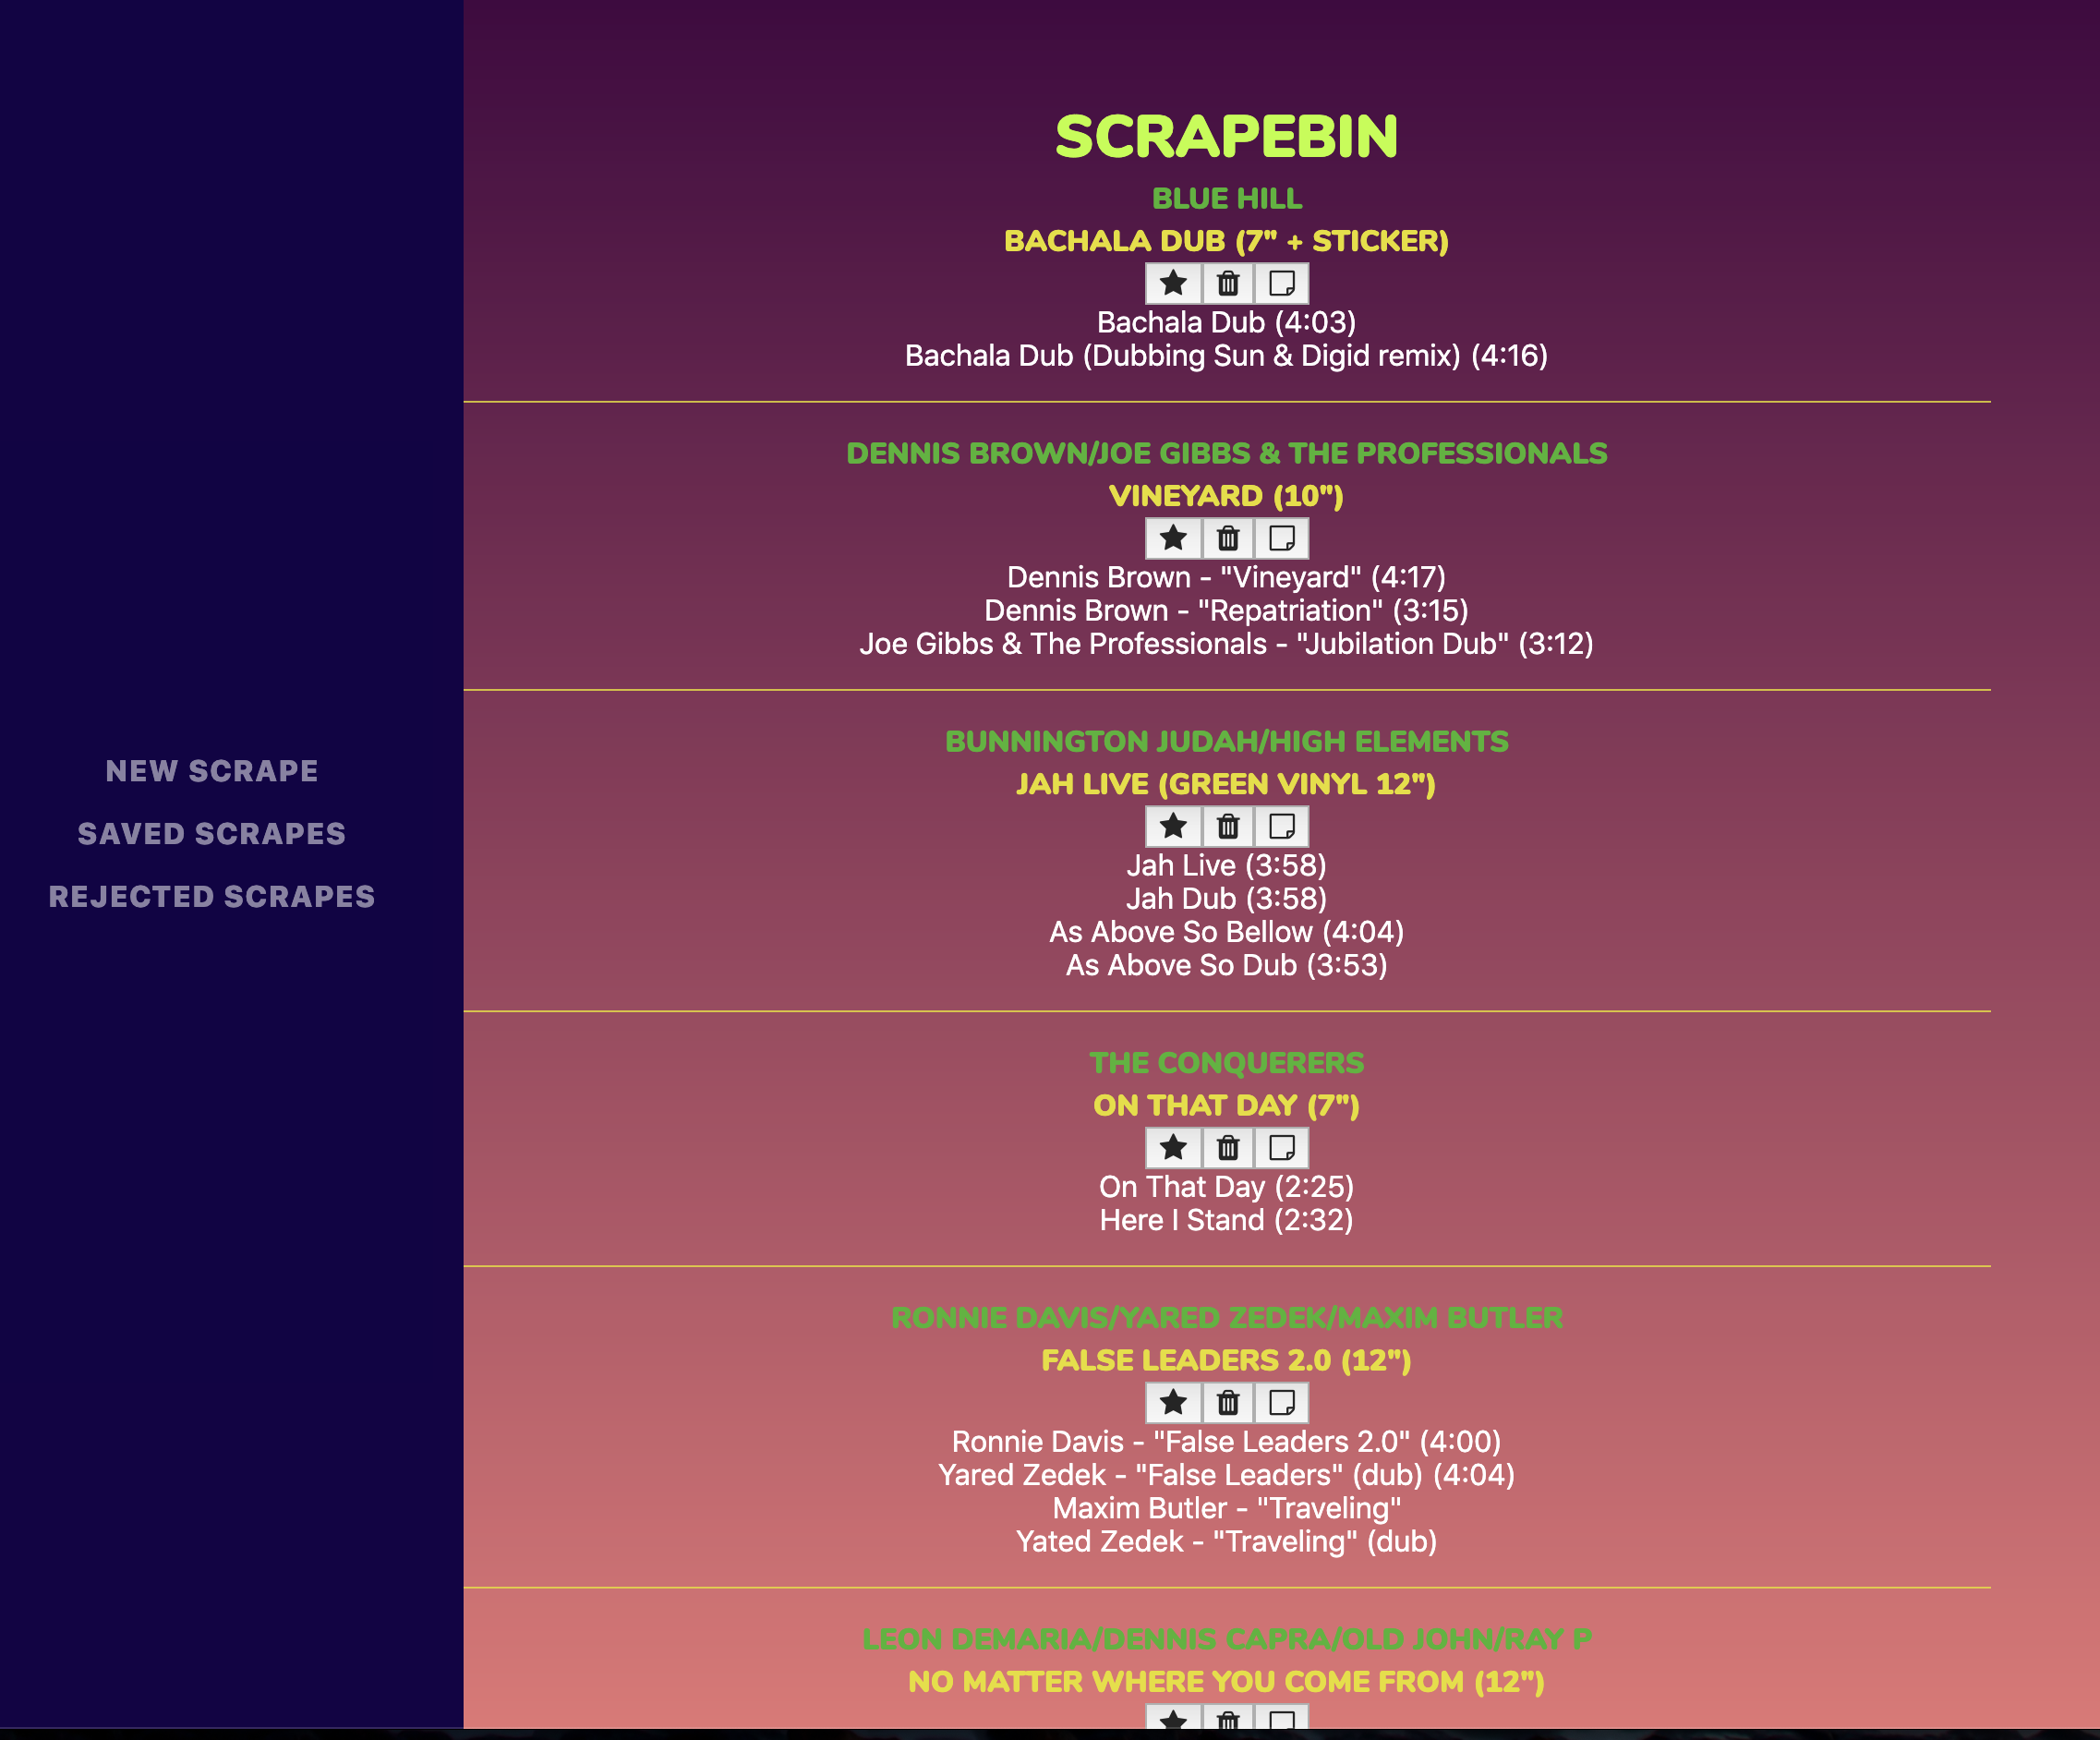 NEW SCRAPE
SAVED SCRAPES
REJECTED SCRAPES
SCRAPEBIN
BLUE HILL
BACHALA DUB (7" + STICKER)
Bachala Dub (4:03)
Bachala Dub (Dubbing Sun & Digid remix) (4:16)
DENNIS BROWN/JOE GIBBS & THE PROFESSIONALS
VINEYARD (10")
Dennis Brown - "Vineyard" (4:17)
Dennis Brown - "Repatriation" (3:15)
Joe Gibbs & The Professionals - "Jubilation Dub" (3:12)
BUNNINGTON JUDAH/HIGH ELEMENTS
JAH LIVE (GREEN VINYL 12")
Jah Live (3:58)
Jah Dub (3:58)
As Above So Bellow (4:04)
As Above So Dub (3:53)
THE CONQUERERS
ON THAT DAY (7")
On That Day (2:25)
Here I Stand (2:32)
RONNIE DAVIS/YARED ZEDEK/MAXIM BUTLER
FALSE LEADERS 2.0 (12")
Ronnie Davis - "False Leaders 2.0" (4:00)
Yared Zedek - "False Leaders" (dub) (4:04)
Maxim Butler - "Traveling"
Yated Zedek - "Traveling" (dub)
LEON DEMARIA/DENNIS CAPRA/OLD JOHN/RAY P
NO MATTER WHERE YOU COME FROM (12")